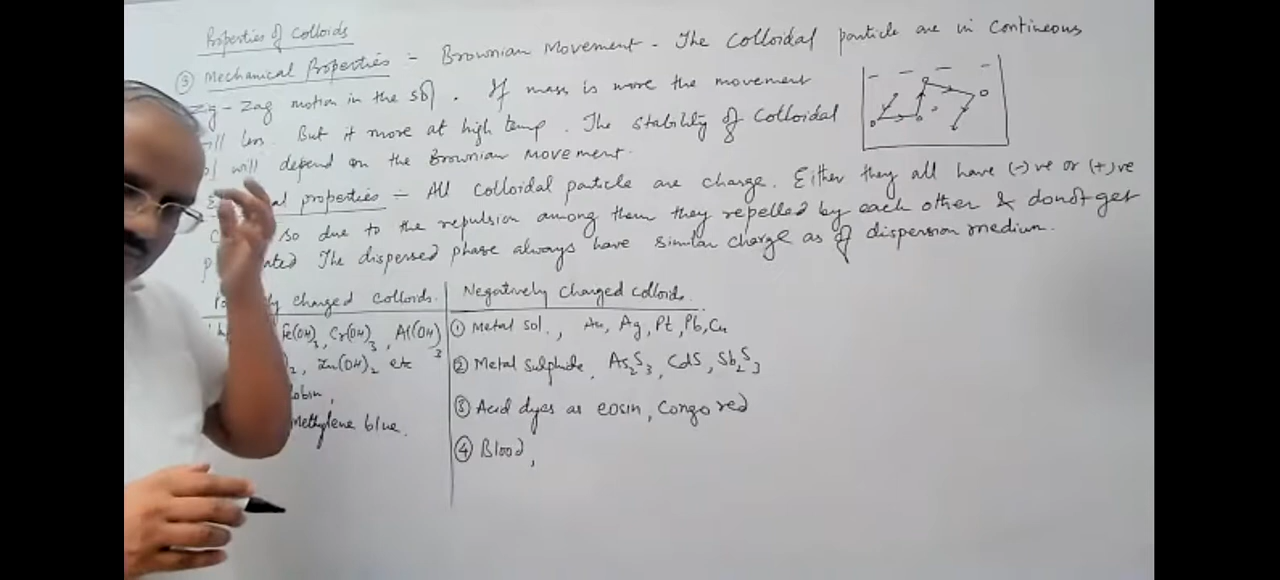 Properties of Colloids
③ Mechanical Properties - Brownian Movement - The Colloidal particle are in Contineous
Zig-Zag motion in the sol. If mass is more the movement
will less. But it more at high temp. The Stability of Colloidal
will depend on the Brownian Movement.
properties - All Colloidal particle are charge. Either they all have (-)ve or (+)ve
so due to the repulsion among them they repelled by each other & donot get
The dispersed phase always have similar charge as of dispersion medium.
charged Colloids.
Negatively Charged colloids.
Fe(OH)3, Cr(OH)3, Al(OH)3
① Metal sol., Au, Ag, Pt, Pb, Cu
2, Zn(OH)2 etc
② Metal Sulphide, As2S3, CdS, Sb2S3
③ Acid dyes as eosin, Congo red
Methylene blue.
④ Blood,